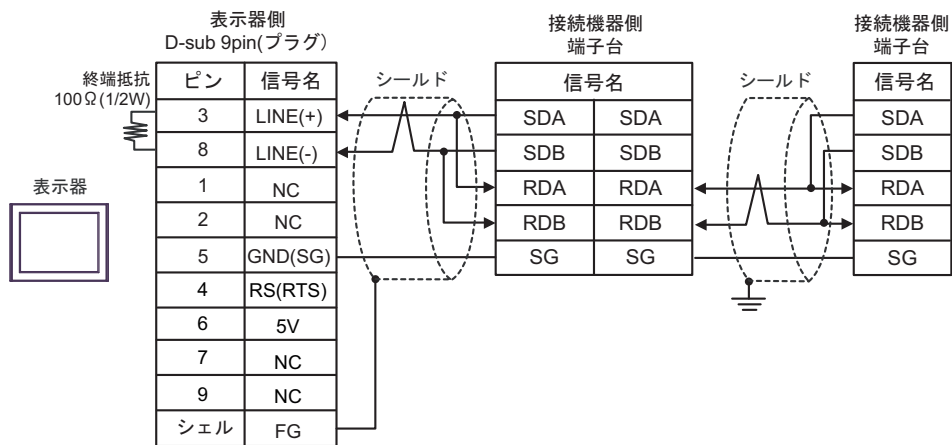 表示器側
D-sub 9pin(プラグ)
接続機器側
端子台
接続機器側
端子台
終端抵抗
100Ω(1/2W)
ピン 信号名
シールド
信号名
シールド
信号名
3 LINE(+)
SDA SDA
SDA
8 LINE(-)
SDB SDB
SDB
表示器
1 NC
RDA RDA
RDA
2 NC
RDB RDB
RDB
5 GND(SG)
SG SG
SG
4 RS(RTS)
6 5V
7 NC
9 NC
シェル FG